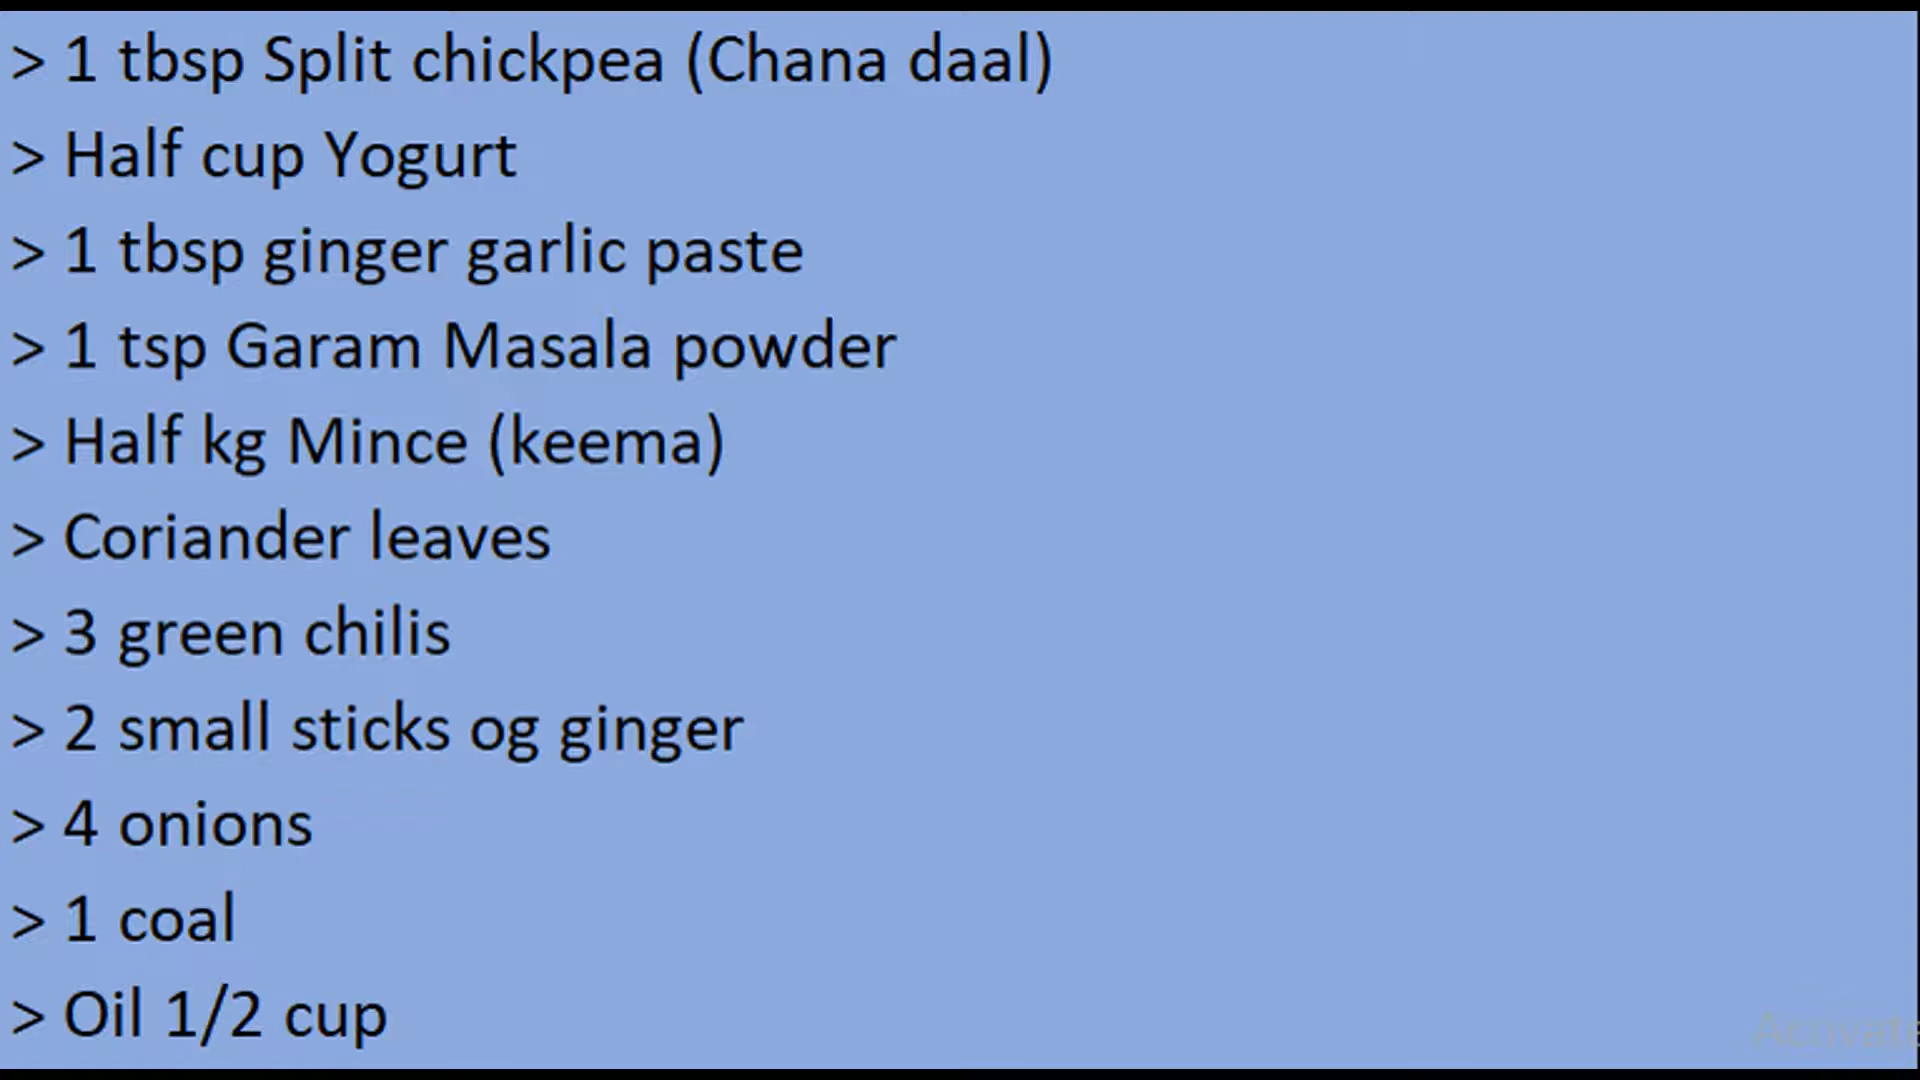 > 1 tbsp Split chickpea (Chana daal)
> Half cup Yogurt
> 1 tbsp ginger garlic paste
> 1 tsp Garam Masala powder
> Half kg Mince (keema)
> Coriander leaves
> 3 green chilis
> 2 small sticks og ginger
> 4 onions
> 1 coal
> Oil 1/2 cup
Activate